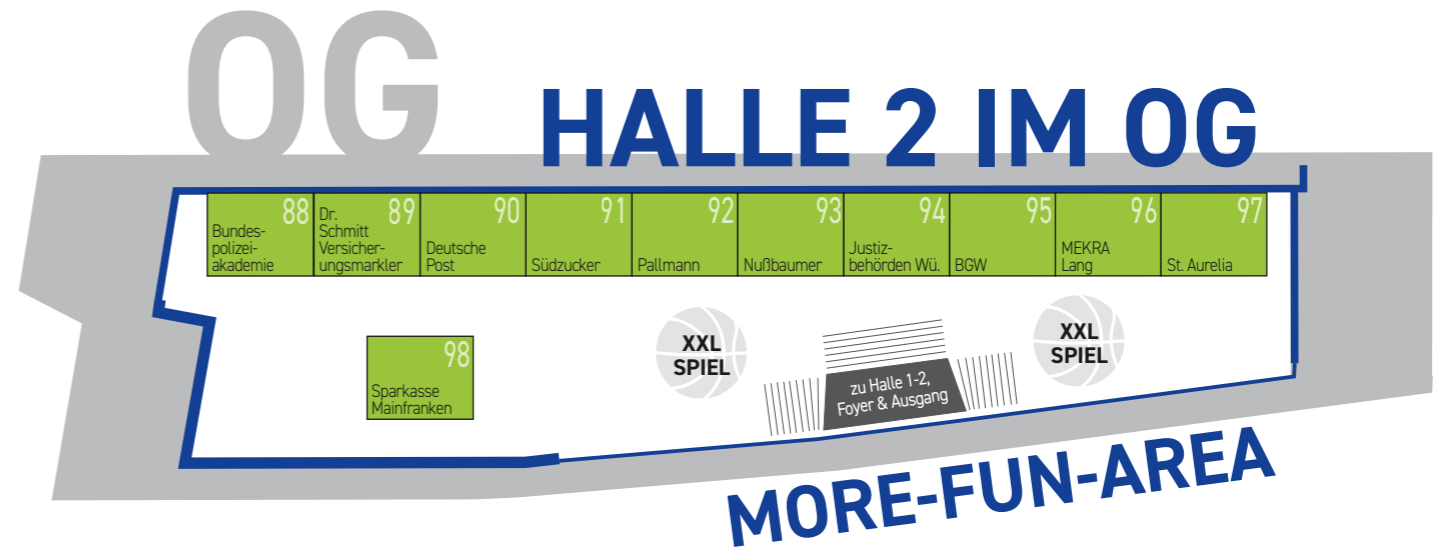 OG
HALLE 2 IM OG
88
Bundes-
polizei-
akademie
89
Dr.
Schmitt
Versicher-
ungsmarkler
90
Deutsche
Post
91
Südzucker
92
Pallmann
93
Nußbaumer
94
Justiz-
behörden Wü.
95
BGW
96
MEKRA
Lang
97
St. Aurelia
98
Sparkasse
Mainfranken
XXL
SPIEL
zu Halle 1-2,
Foyer & Ausgang
XXL
SPIEL
MORE-FUN-AREA